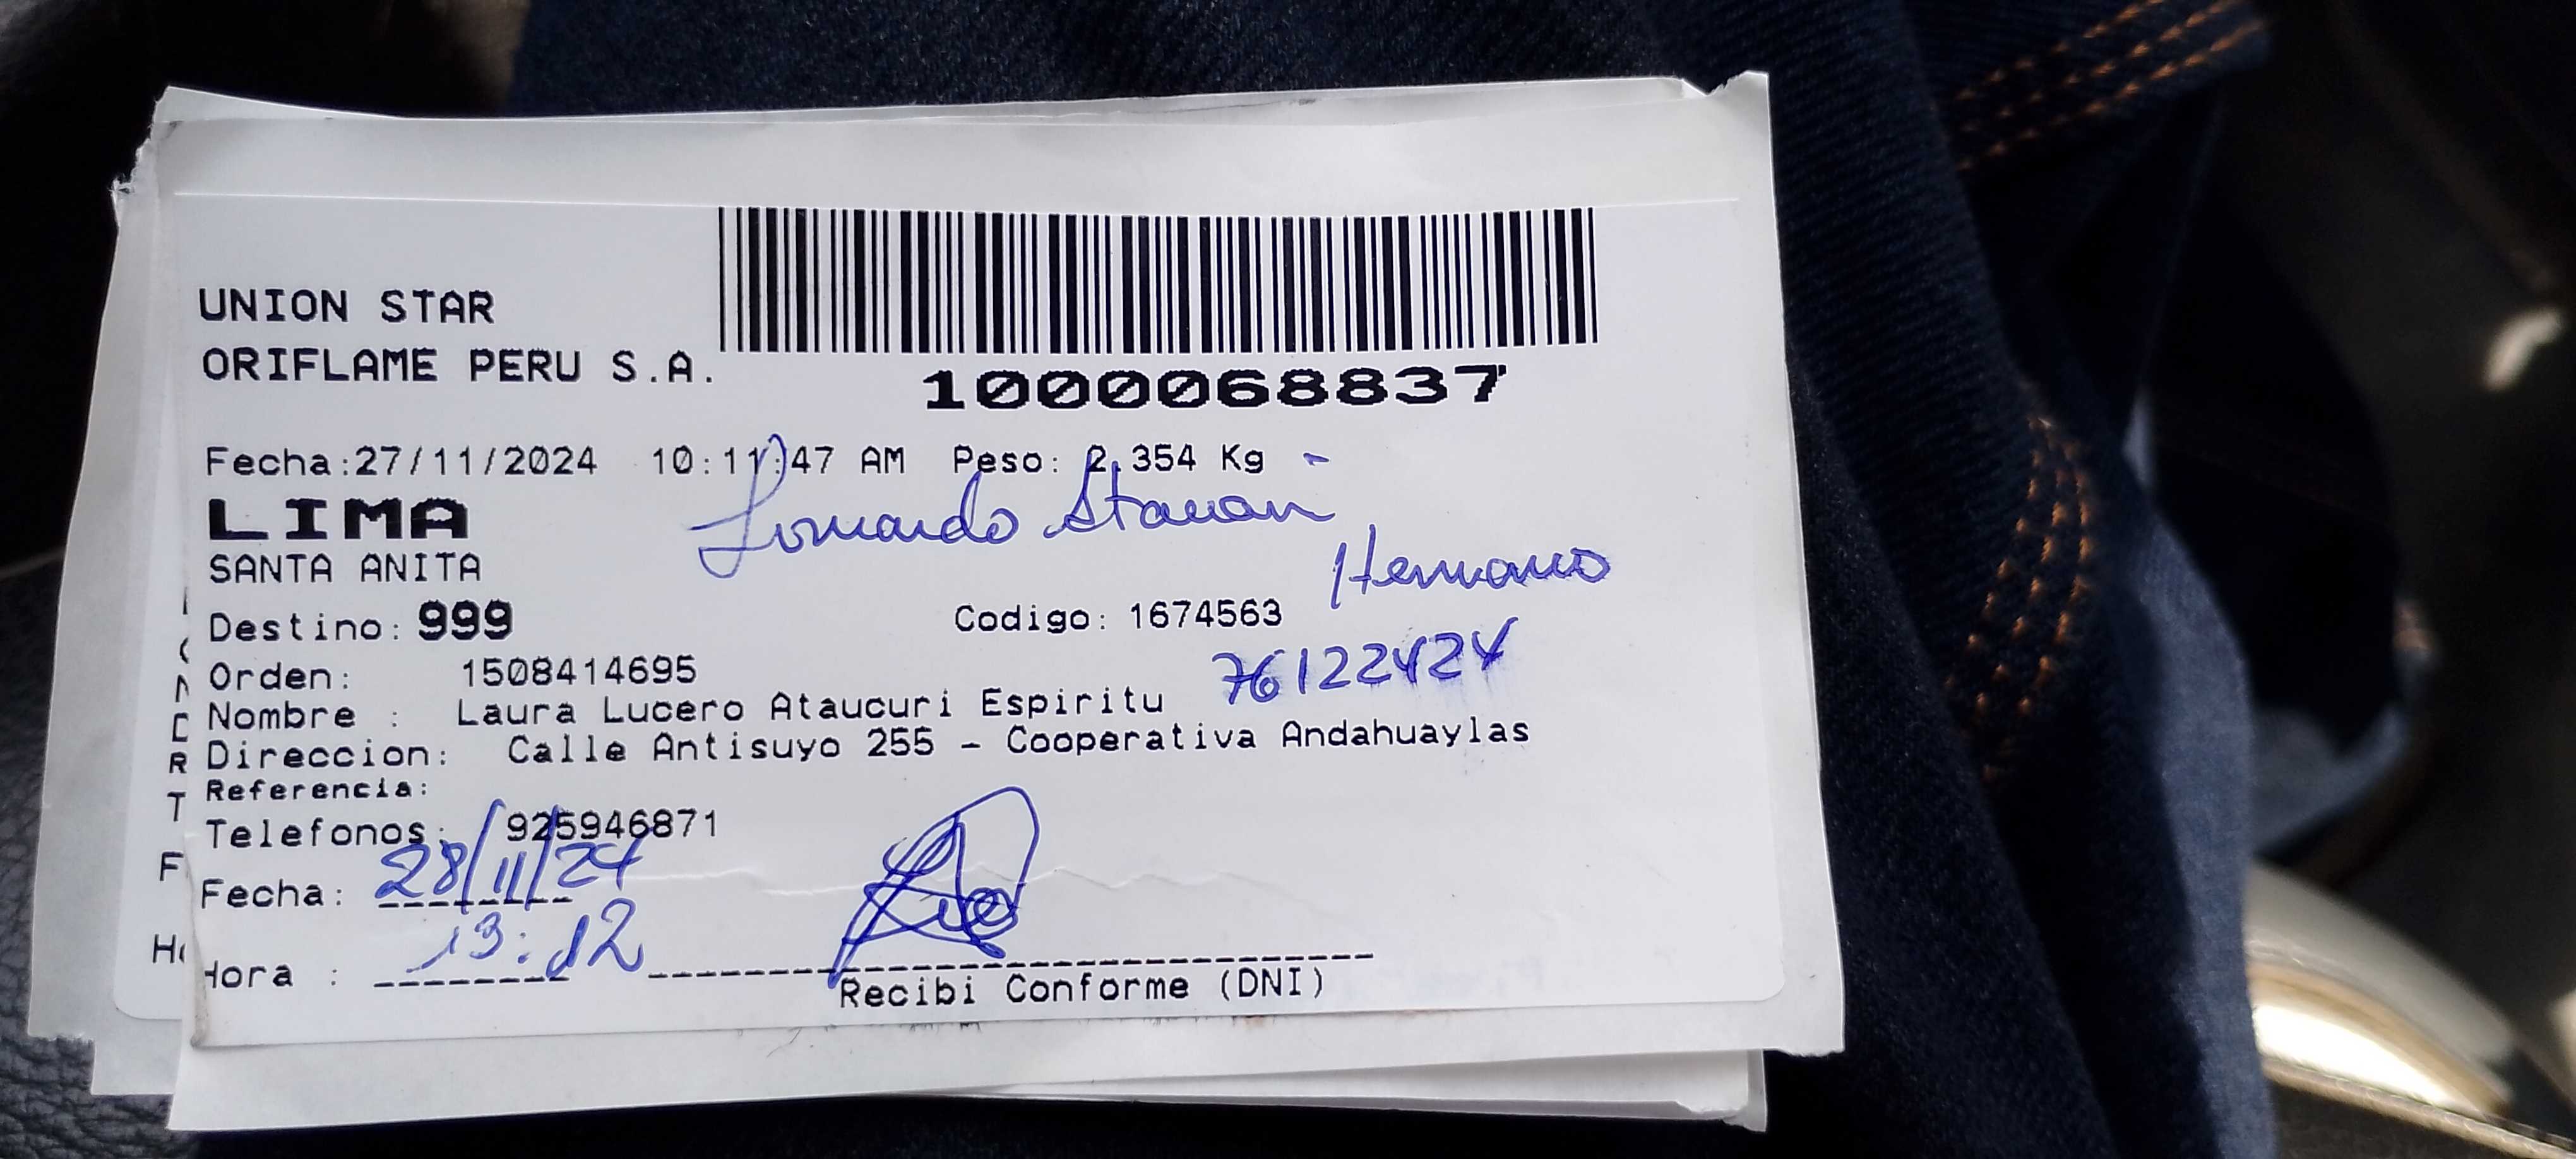 UNION STAR
ORIFLAME PERU S.A.
1000068837
Fecha:27/11/2024 10:11:47 AM Peso: 2.354 Kg
LIMA
SANTA ANITA
Hermano
Destino: 999 Codigo: 1674563
76122424
Orden: 1508414695
Nombre : Laura Lucero Ataucuri Espiritu
Direccion: Calle Antisuyo 255 - Cooperativa Andahuaylas
Referencia:
Telefonos: 925946871
Fecha: 28/11/24
Hora : 13:12
Recibi Conforme (DNI)